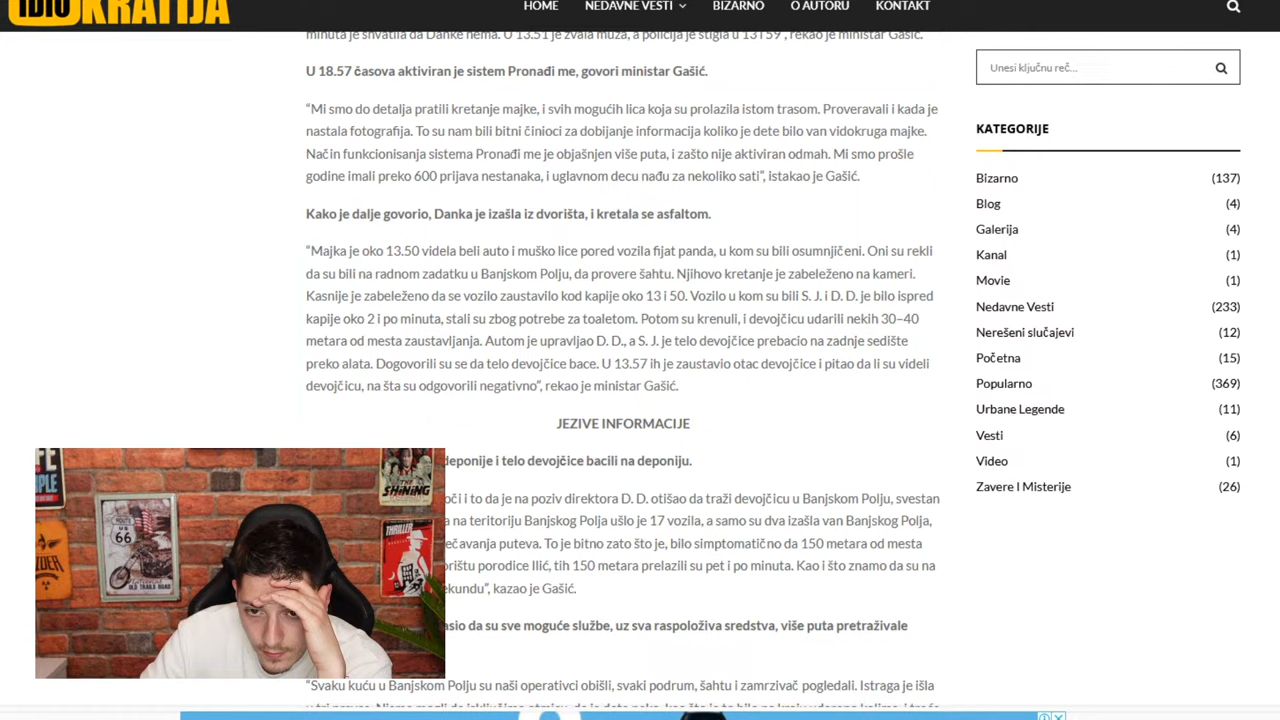 IDIO
KRATIJA
HOME NEDAVNE VESTI BIZARNO O AUTORU KONTAKT
minuta je shvatila da Danke nema. U 13.51 je zvala muža, a policija je stigla u 13 i 59", rekao je ministar Gašić.
U 18.57 časova aktiviran je sistem Pronađi me, govori ministar Gašić.
“Mi smo do detalja pratili kretanje majke, i svih mogućih lica koja su prolazila istom trasom. Proveravali i kada je
nastala fotografija. To su nam bili bitni činioci za dobijanje informacija koliko je dete bilo van vidokruga majke.
Način funkcionisanja sistema Pronađi me je objašnjen više puta, i zašto nije aktiviran odmah. Mi smo prošle
godine imali preko 600 prijava nestanaka, i uglavnom decu nađu za nekoliko sati”, istakao je Gašić.
Kako je dalje govorio, Danka je izašla iz dvorišta, i kretala se asfaltom.
“Majka je oko 13.50 videla beli auto i muško lice pored vozila fijat panda, u kom su bili osumnjičeni. Oni su rekli
da su bili na radnom zadatku u Banjskom Polju, da provere šahtu. Njihovo kretanje je zabeleženo na kameri.
Kasnije je zabeleženo da se vozilo zaustavilo kod kapije oko 13 i 50. Vozilo u kom su bili S. J. i D. D. je bilo ispred
kapije oko 2 i po minuta, stali su zbog potrebe za toaletom. Potom su krenuli, i devojčicu udarili nekih 30–40
metara od mesta zaustavljanja. Autom je upravljao D. D., a S. J. je telo devojčice prebacio na zadnje sedište
preko alata. Dogovorili su se da telo devojčice bace. U 13.57 ih je zaustavio otac devojčice i pitao da li su videli
devojčicu, na šta su odgovorili negativno”, rekao je ministar Gašić.
JEZIVE INFORMACIJE
deponije i telo devojčice bacili na deponiju.
oči i to da je na poziv direktora D. D. otišao da traži devojčicu u Banjskom Polju, svestan
a na teritoriju Banjskog Polja ušlo je 17 vozila, a samo su dva izašla van Banjskog Polja,
ečavanja puteva. To je bitno zato što je, bilo simptomatično da 150 metara od mesta
orištu porodice Ilić, tih 150 metara prelazili su pet i po minuta. Kao i što znamo da su na
ekundu”, kazao je Gašić.
asio da su sve moguće službe, uz sva raspoloživa sredstva, više puta pretraživale
“Svaku kuću u Banjskom Polju su naši operativci obišli, svaki podrum, šahtu i zamrzivač pogledali. Istraga je išla
Unesi ključnu reč...
KATEGORIJE
Bizarno (137)
Blog (4)
Galerija (4)
Kanal (1)
Movie (1)
Nedavne Vesti (233)
Nerešeni slučajevi (12)
Početna (15)
Popularno (369)
Urbane Legende (11)
Vesti (6)
Video (1)
Zavere I Misterije (26)
ROUTE
US
66
THE
SHINING
THRILLER